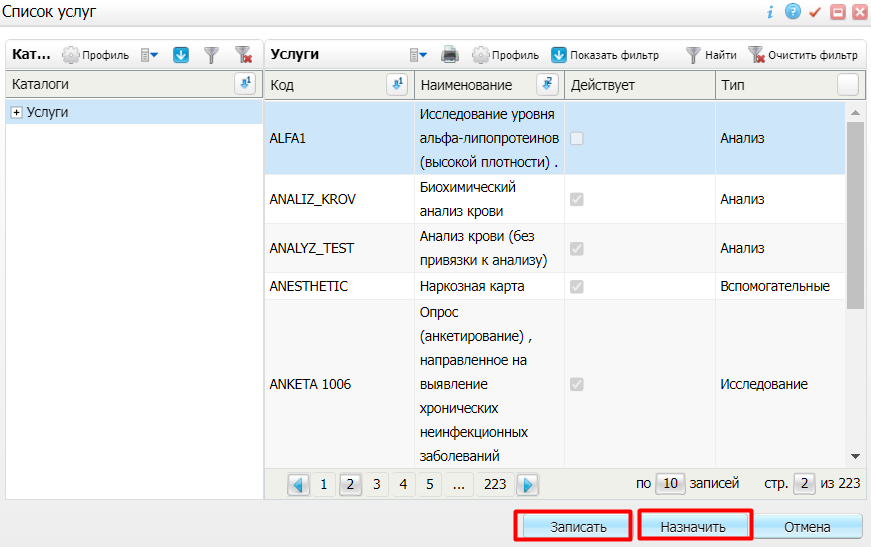 Список услуг
Кат... Профиль
Услуги Профиль Показать фильтр Найти Очистить фильтр
Каталоги
Код Наименование Действует Тип
Услуги
ALFA1 Исследование уровня альфа-липопротеинов (высокой плотности) . Анализ
ANALIZ_KROV Биохимический анализ крови Анализ
ANALYZ_TEST Анализ крови (без привязки к анализу) Анализ
ANESTHETIC Наркозная карта Вспомогательные
ANKETA 1006 Опрос (анкетирование) , направленное на выявление хронических неинфекционных заболеваний Исследование
1 2 3 4 5 ... 223 по 10 записей стр. 2 из 223
Записать Назначить Отмена